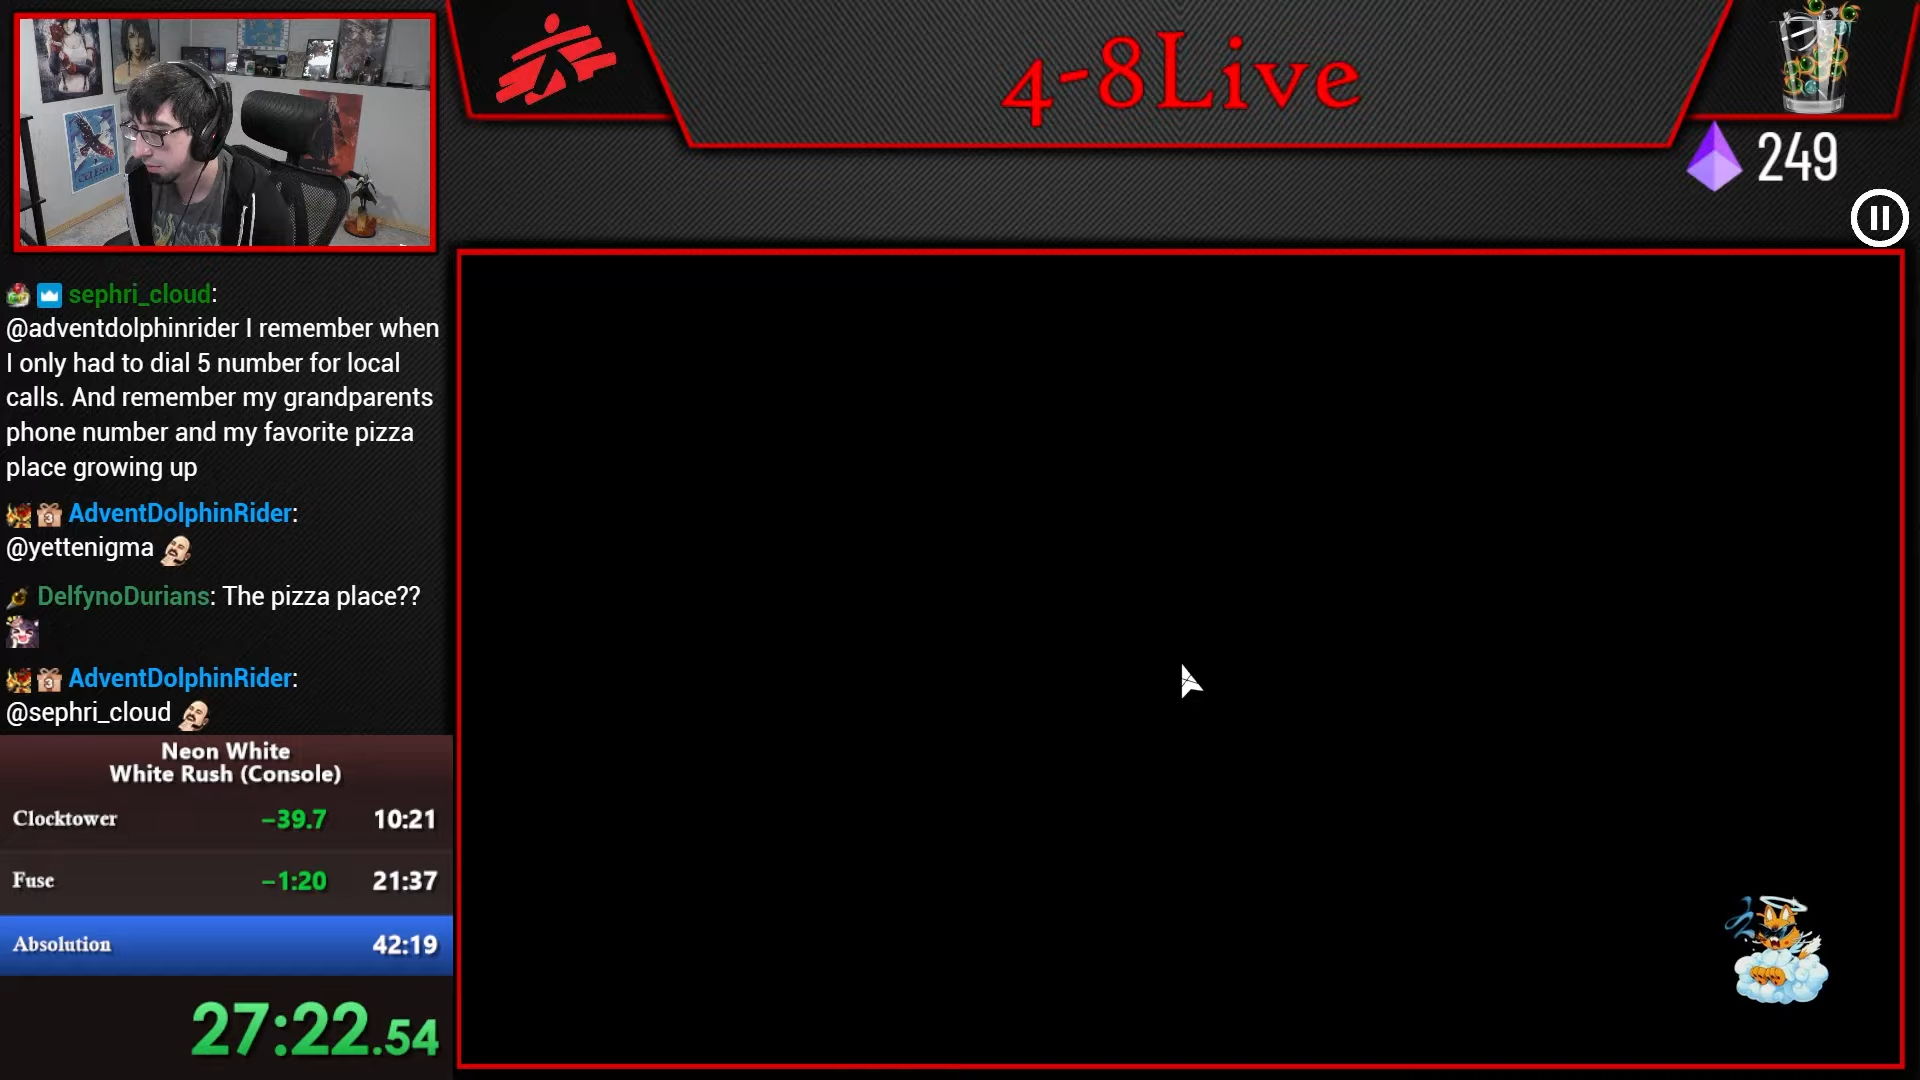 4-8Live
249
sephri_cloud:
@adventdolphinrider I remember when
I only had to dial 5 number for local
calls. And remember my grandparents
phone number and my favorite pizza
place growing up
AdventDolphinRider:
@yettenigma
DelfynoDurians: The pizza place??
AdventDolphinRider:
@sephri_cloud
Neon White
White Rush (Console)
Clocktower −39.7 10:21
Fuse −1:20 21:37
Absolution 42:19
27:22.54
CELESTE